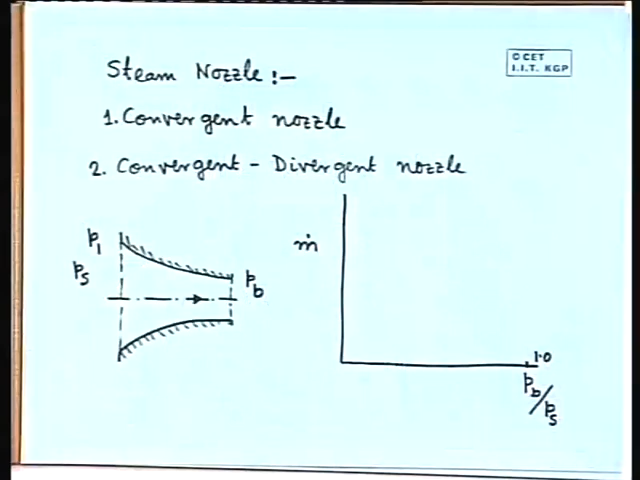 Steam Nozzle :-
© CET
I.I.T. KGP
1. Convergent nozzle
2. Convergent - Divergent nozzle
p1
ps
pb
ṁ
1.0
pb/ps